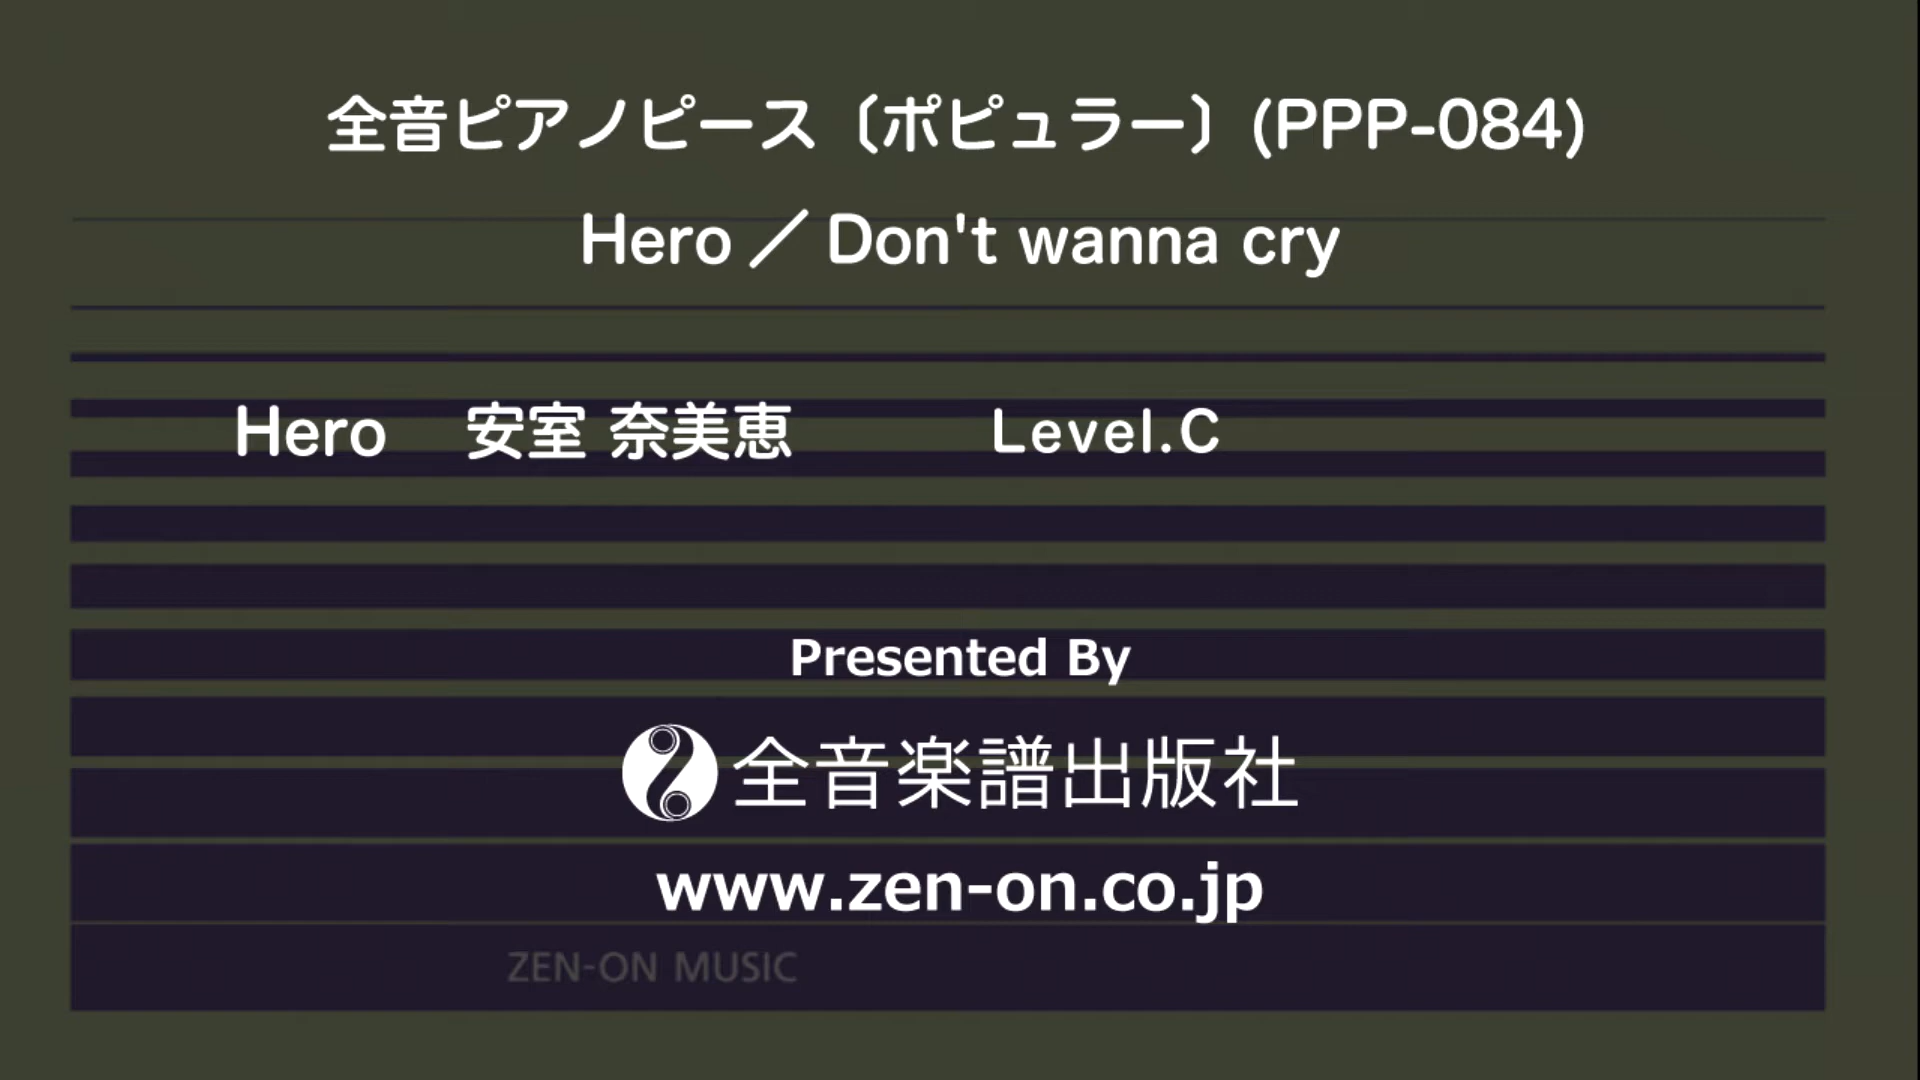 全音ピアノピース〔ポピュラー〕(PPP-084)
Hero／Don't wanna cry
Hero　安室 奈美恵　Level.C
Presented By
全音楽譜出版社
www.zen-on.co.jp
ZEN-ON MUSIC